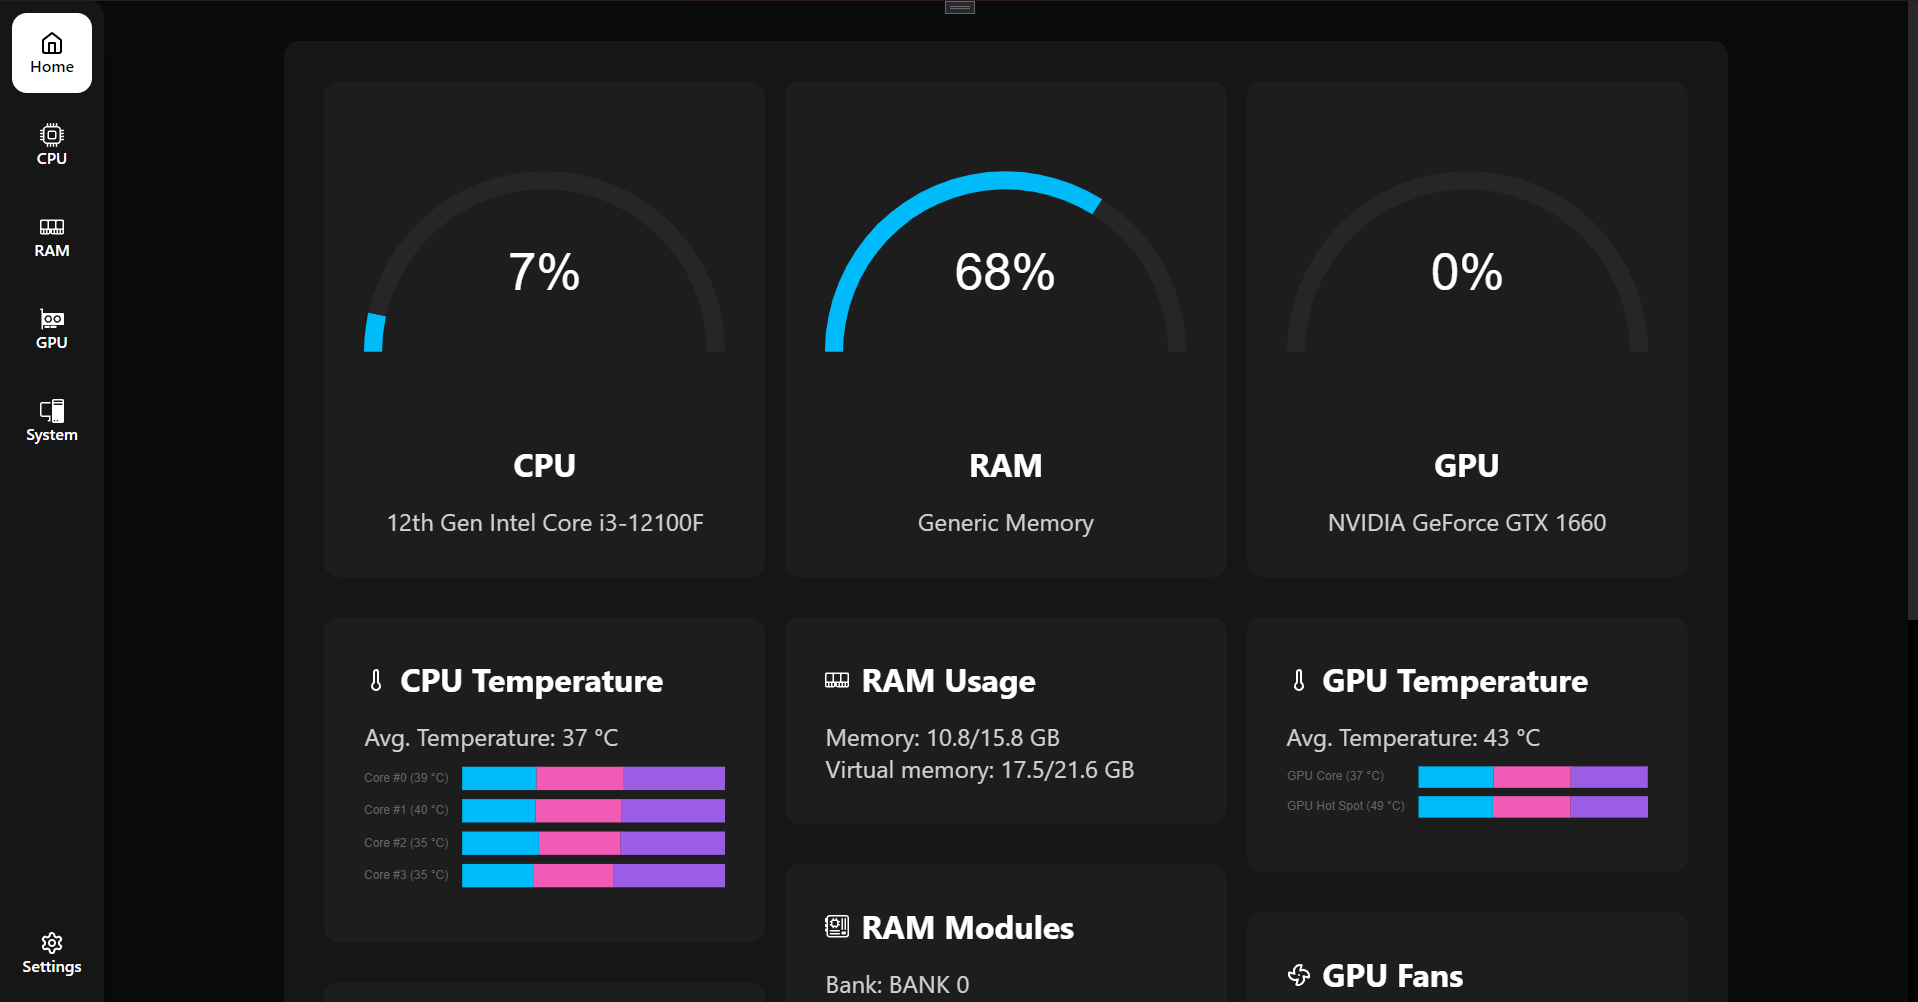 Home
CPU
RAM
GPU
System
Settings
7%
CPU
12th Gen Intel Core i3-12100F
68%
RAM
Generic Memory
0%
GPU
NVIDIA GeForce GTX 1660
CPU Temperature
Avg. Temperature: 37 °C
Core #0 (39 °C)
Core #1 (40 °C)
Core #2 (35 °C)
Core #3 (35 °C)
RAM Usage
Memory: 10.8/15.8 GB
Virtual memory: 17.5/21.6 GB
RAM Modules
Bank: BANK 0
GPU Temperature
Avg. Temperature: 43 °C
GPU Core (37 °C)
GPU Hot Spot (49 °C)
GPU Fans